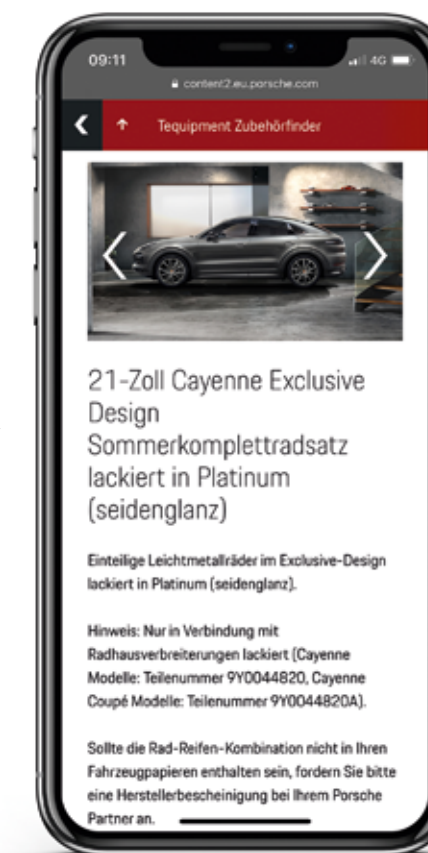 09:11
4G
content2.eu.porsche.com
Tequipment Zubehörfinder
21-Zoll Cayenne Exclusive
Design
Sommerkomplettradsatz
lackiert in Platinum
(seidenglanz)
Einteilige Leichtmetallräder im Exclusive-Design
lackiert in Platinum (seidenglanz).
Hinweis: Nur in Verbindung mit
Radhausverbreiterungen lackiert (Cayenne
Modelle: Teilenummer 9Y0044820, Cayenne
Coupé Modelle: Teilenummer 9Y0044820A).
Sollte die Rad-Reifen-Kombination nicht in Ihren
Fahrzeugpapieren enthalten sein, fordern Sie bitte
eine Herstellerbescheinigung bei Ihrem Porsche
Partner an.